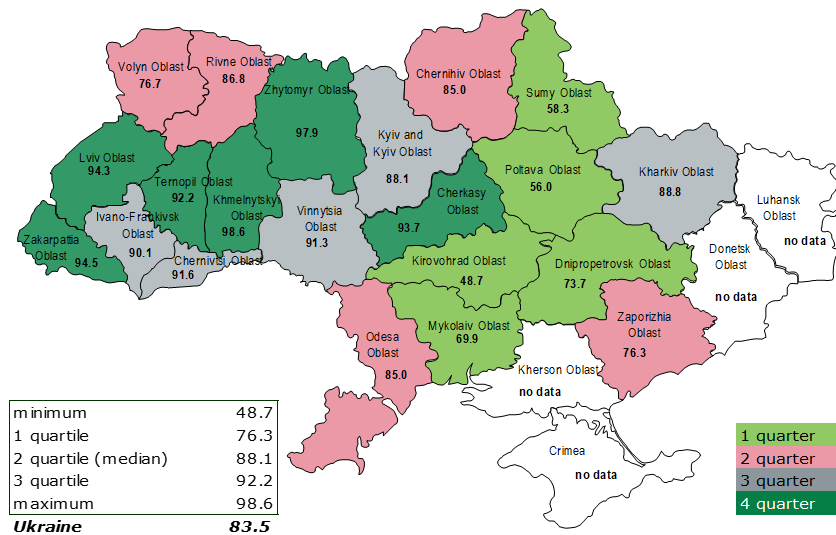 Volyn Oblast
76.7
Rivne Oblast
86.8
Zhytomyr Oblast
97.9
Kyiv and
Kyiv Oblast
88.1
Chernihiv Oblast
85.0
Sumy Oblast
58.3
Lviv Oblast
94.3
Ternopil Oblast
92.2
Khmelnytskyi
Oblast
98.6
Vinnytsia
Oblast
91.3
Cherkasy
Oblast
93.7
Poltava Oblast
56.0
Kharkiv Oblast
88.8
Luhansk
Oblast
no data
Zakarpattia
Oblast
94.5
Ivano-Frankivsk
Oblast
90.1
Chernivtsi Oblast
91.6
Kirovohrad Oblast
48.7
Dnipropetrovsk Oblast
73.7
Donetsk
Oblast
no data
Odesa
Oblast
85.0
Mykolaiv Oblast
69.9
Zaporizhia
Oblast
76.3
Kherson Oblast
no data
Crimea
no data
minimum 48.7
1 quartile 76.3
2 quartile (median) 88.1
3 quartile 92.2
maximum 98.6
Ukraine 83.5
1 quarter
2 quarter
3 quarter
4 quarter